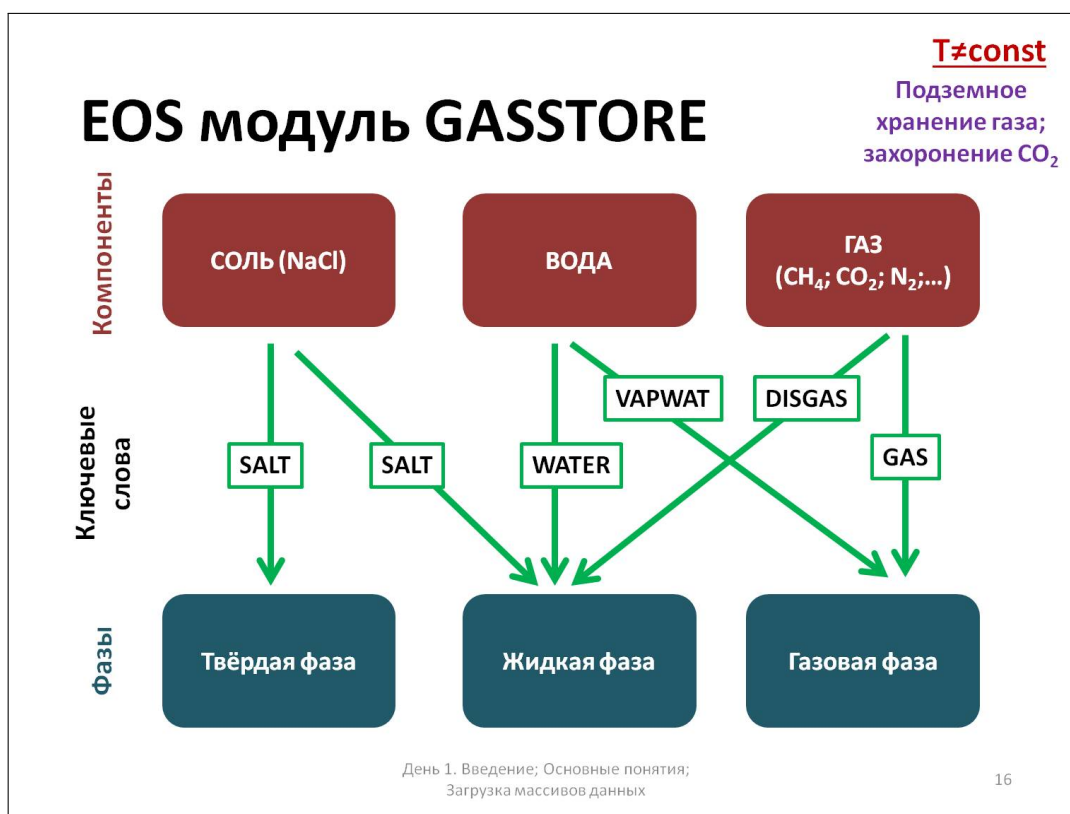 T≠const
Подземное
хранение газа;
захоронение CO₂
EOS модуль GASSTORE
Компоненты
СОЛЬ (NaCl)
ВОДА
ГАЗ
(CH₄; CO₂; N₂;...)
Ключевые
слова
VAPWAT
DISGAS
SALT
SALT
WATER
GAS
Фазы
Твёрдая фаза
Жидкая фаза
Газовая фаза
День 1. Введение; Основные понятия;
Загрузка массивов данных
16